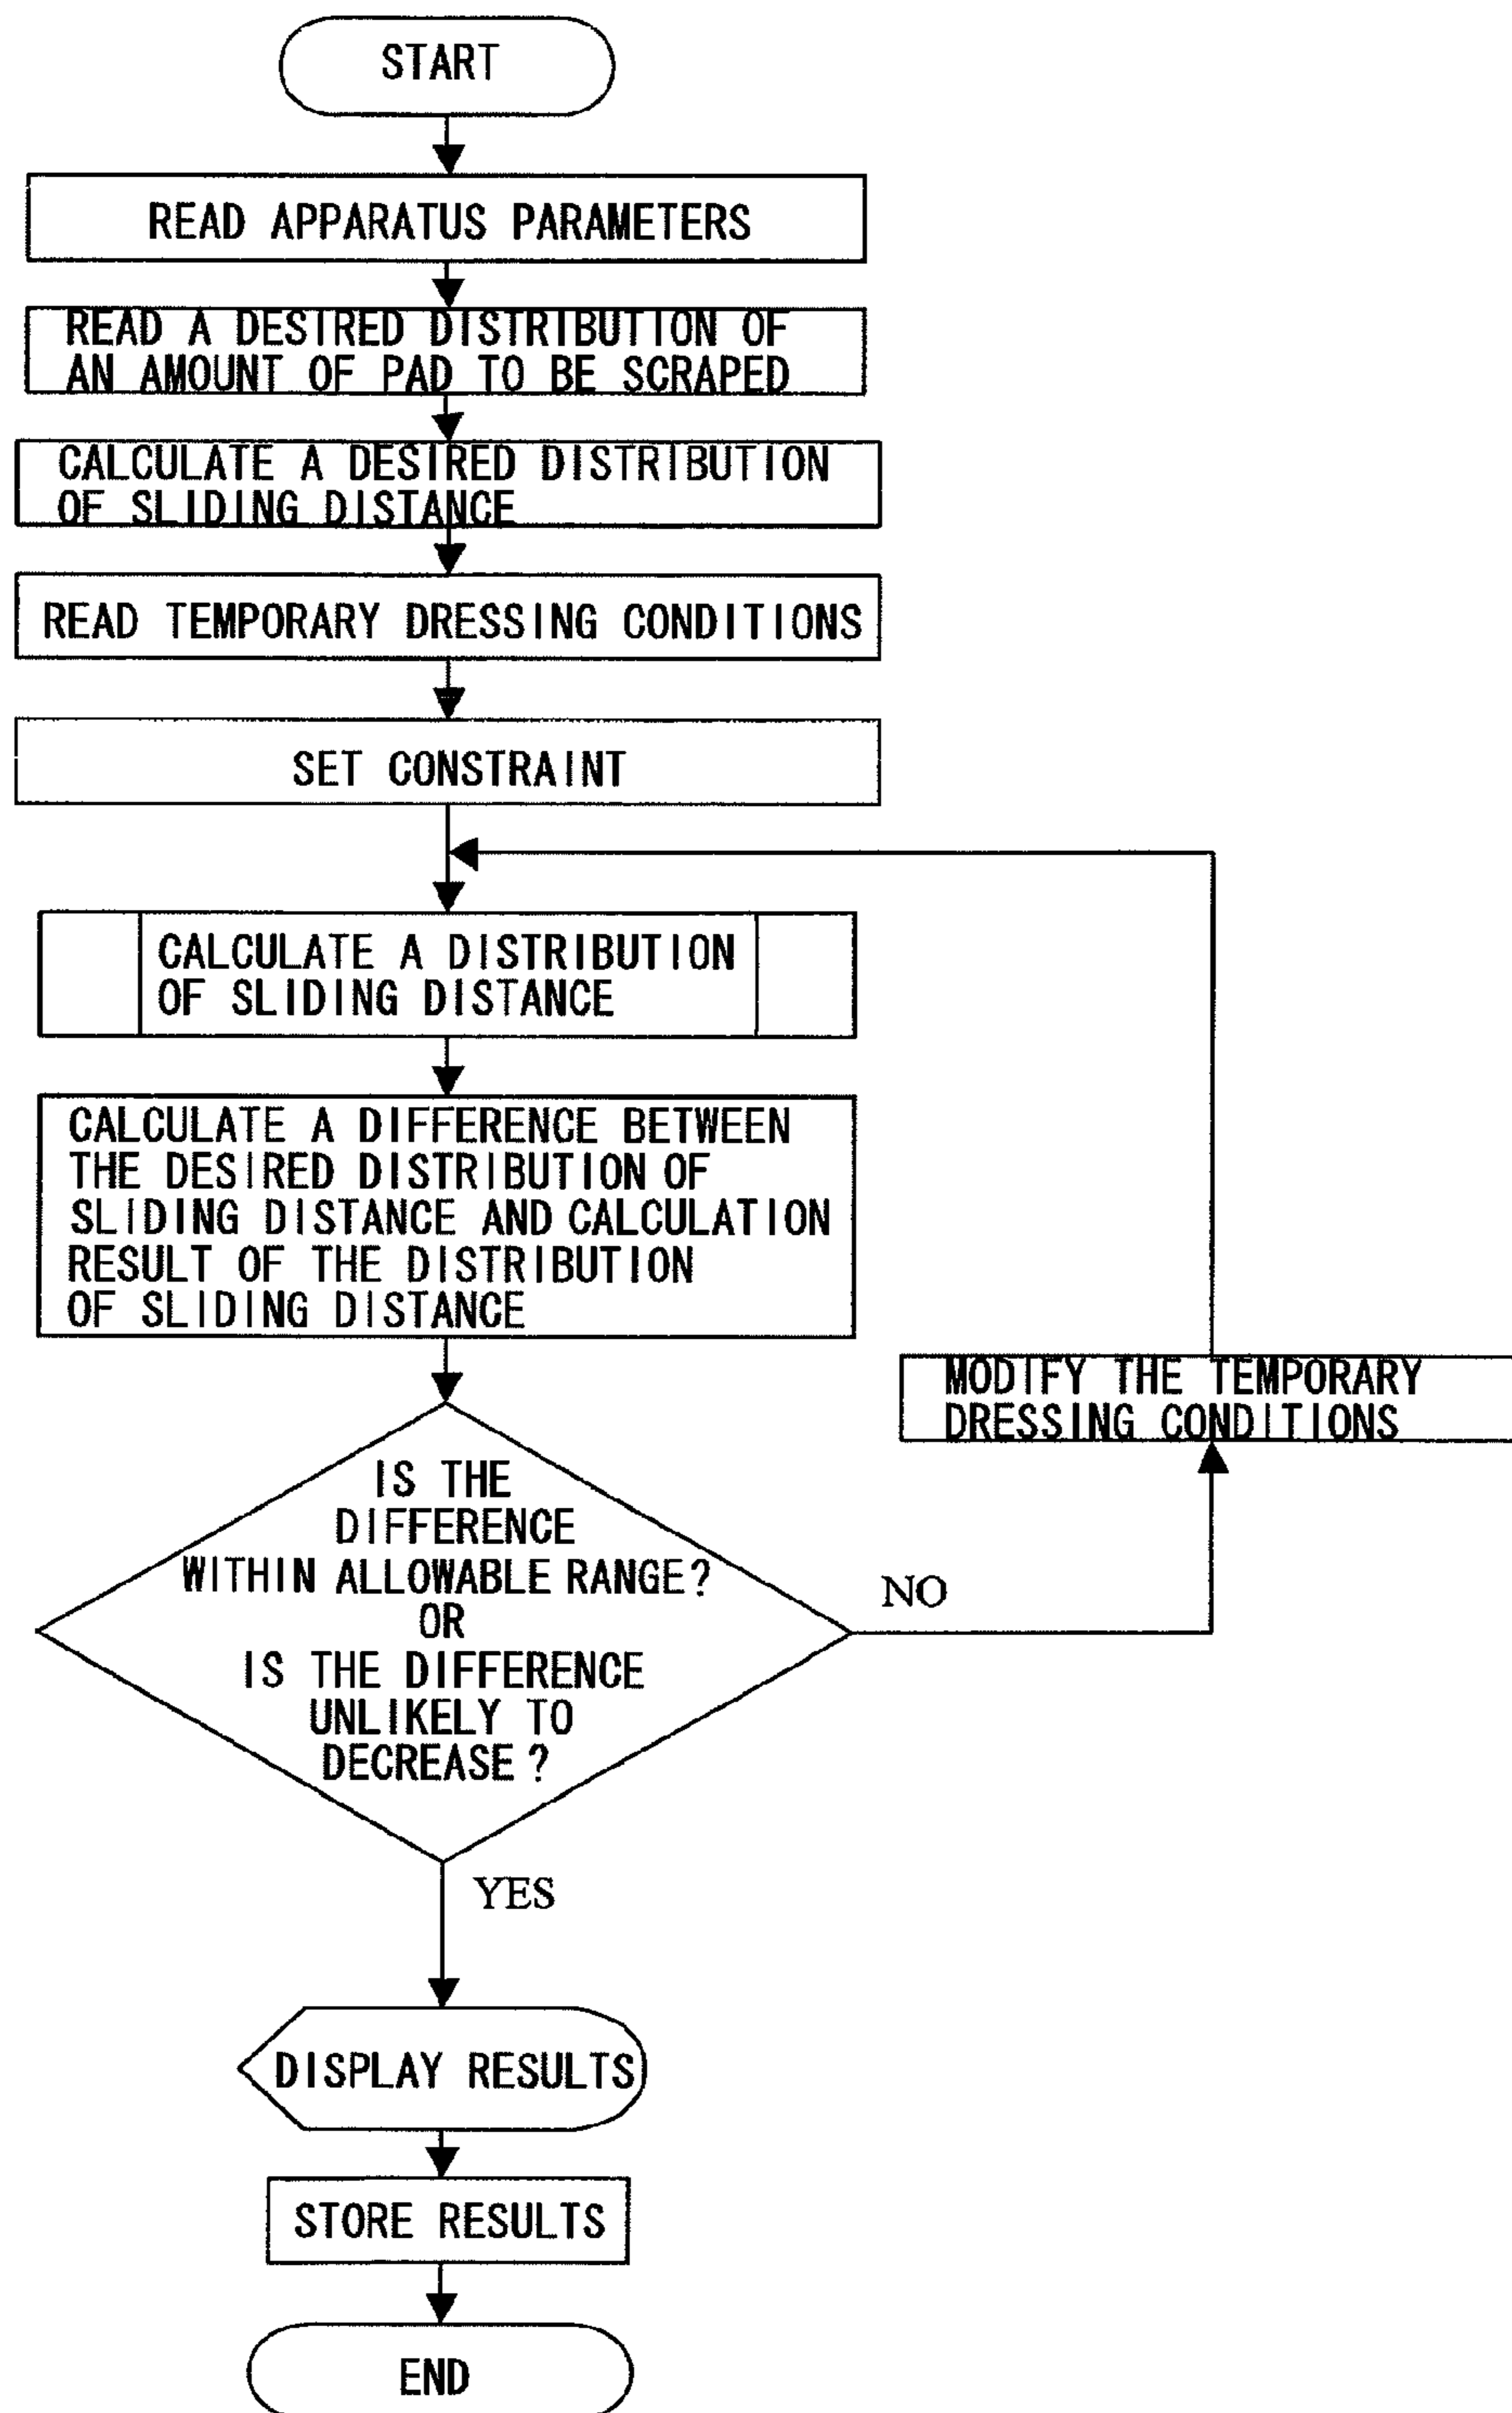 START
READ APPARATUS PARAMETERS
READ A DESIRED DISTRIBUTION OF
AN AMOUNT OF PAD TO BE SCRAPED
CALCULATE A DESIRED DISTRIBUTION
OF SLIDING DISTANCE
READ TEMPORARY DRESSING CONDITIONS
SET CONSTRAINT
CALCULATE A DISTRIBUTION
OF SLIDING DISTANCE
CALCULATE A DIFFERENCE BETWEEN
THE DESIRED DISTRIBUTION OF
SLIDING DISTANCE AND CALCULATION
RESULT OF THE DISTRIBUTION
OF SLIDING DISTANCE
MODIFY THE TEMPORARY
DRESSING CONDITIONS
IS THE
DIFFERENCE
WITHIN ALLOWABLE RANGE?
OR
IS THE DIFFERENCE
UNLIKELY TO
DECREASE?
NO
YES
DISPLAY RESULTS
STORE RESULTS
END